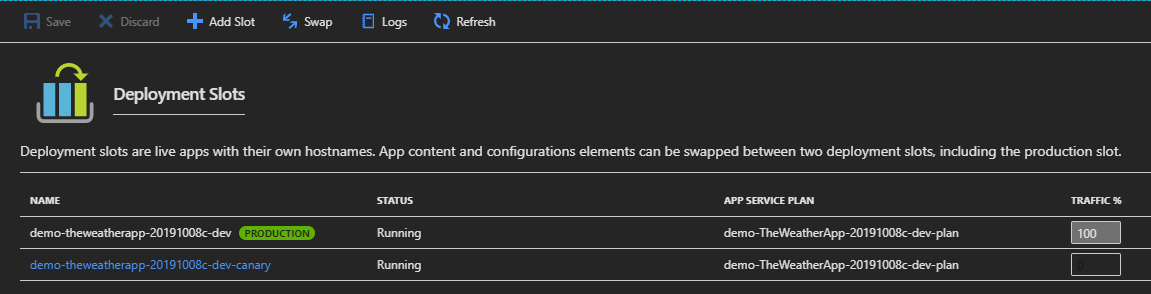 Save Discard Add Slot Swap Logs Refresh
Deployment Slots
Deployment slots are live apps with their own hostnames. App content and configurations elements can be swapped between two deployment slots, including the production slot.
NAME STATUS APP SERVICE PLAN TRAFFIC %
demo-theweatherapp-20191008c-dev PRODUCTION Running demo-TheWeatherApp-20191008c-dev-plan 100
demo-theweatherapp-20191008c-dev-canary Running demo-TheWeatherApp-20191008c-dev-plan 0